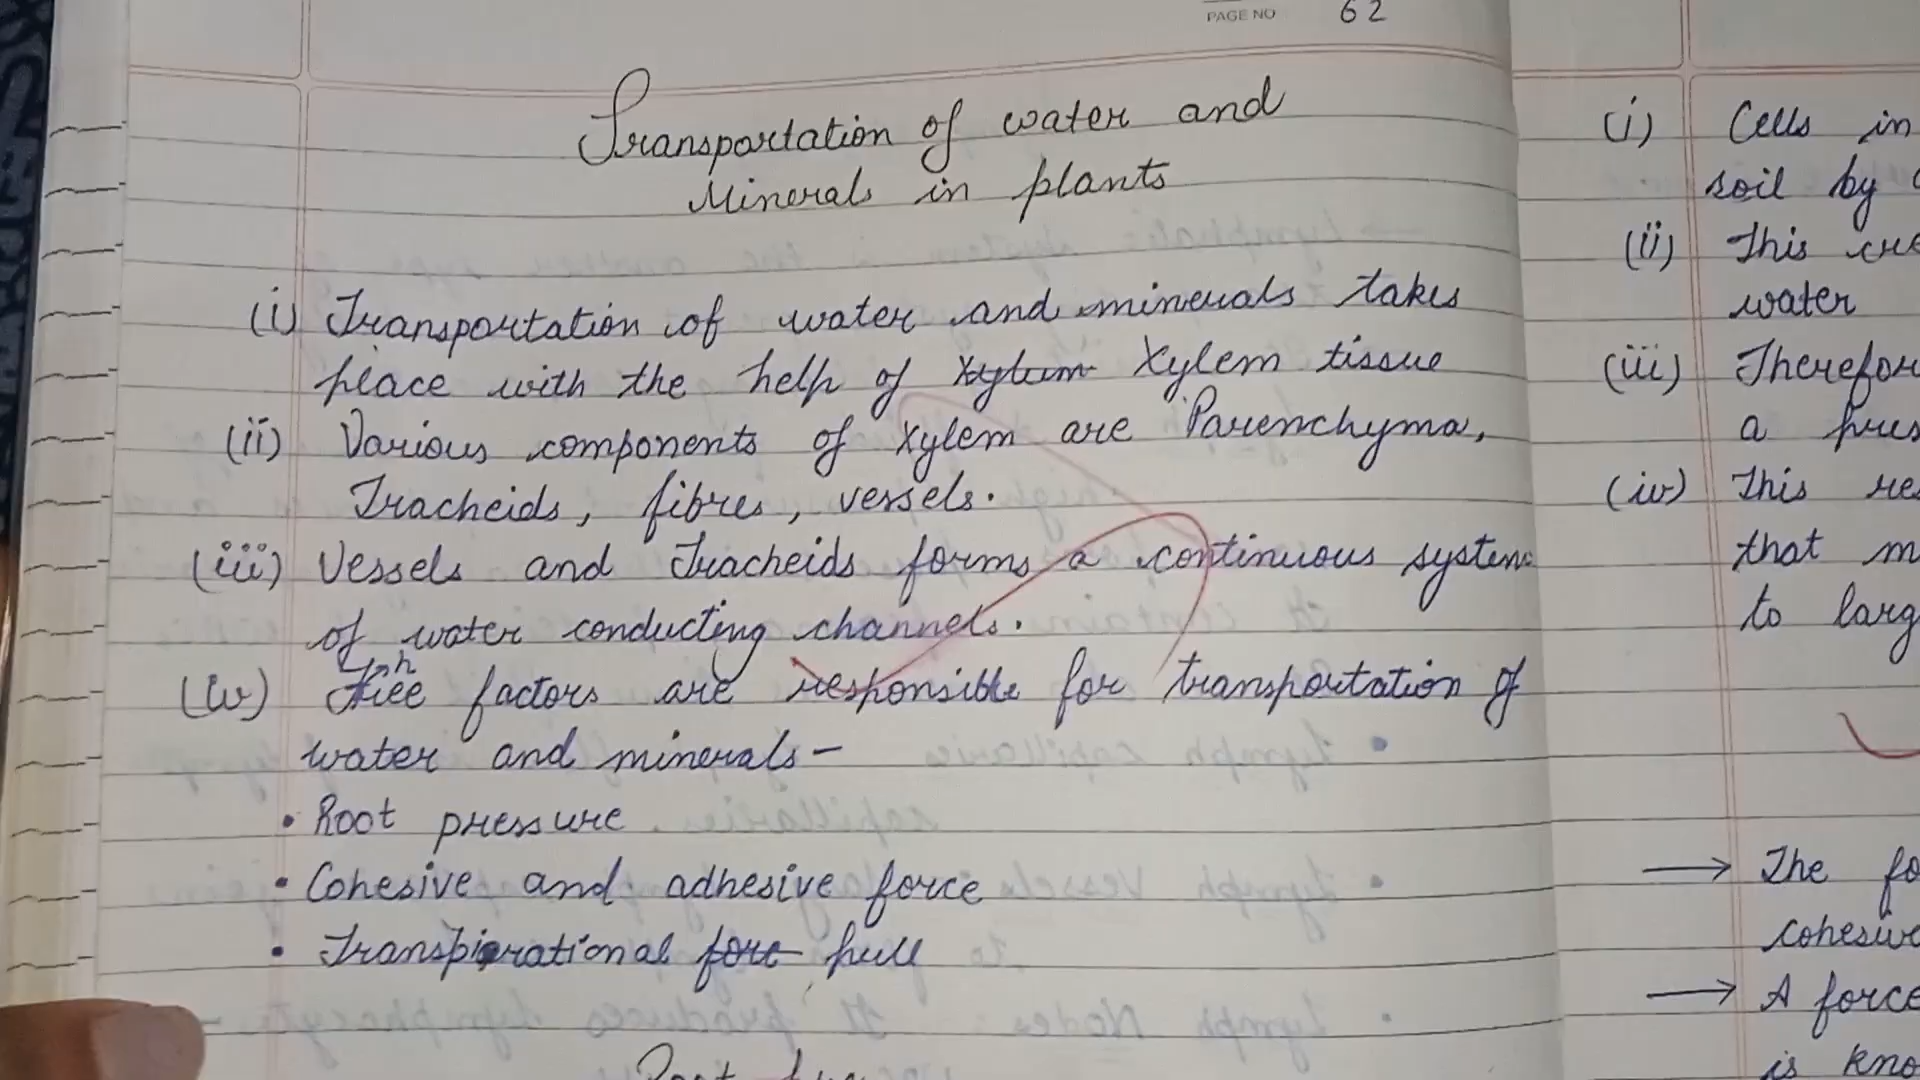 PAGE NO 62
Transportation of water and
Minerals in plants
(i) Transportation of water and minerals takes
place with the help of Xylem tissue
(ii) Various components of Xylem are Parenchyma,
Tracheids, fibres, vessels.
(iii) Vessels and Tracheids forms a continuous system
of water conducting channels.
(iv) Three factors are responsible for transportation of
water and minerals-
• Root pressure
• Cohesive and adhesive force
• Transpirational pull
Root
(i) Cells in
soil by
(ii) This
water
(iii)
a
(iv) This
that
to
→ The
→ A force
is